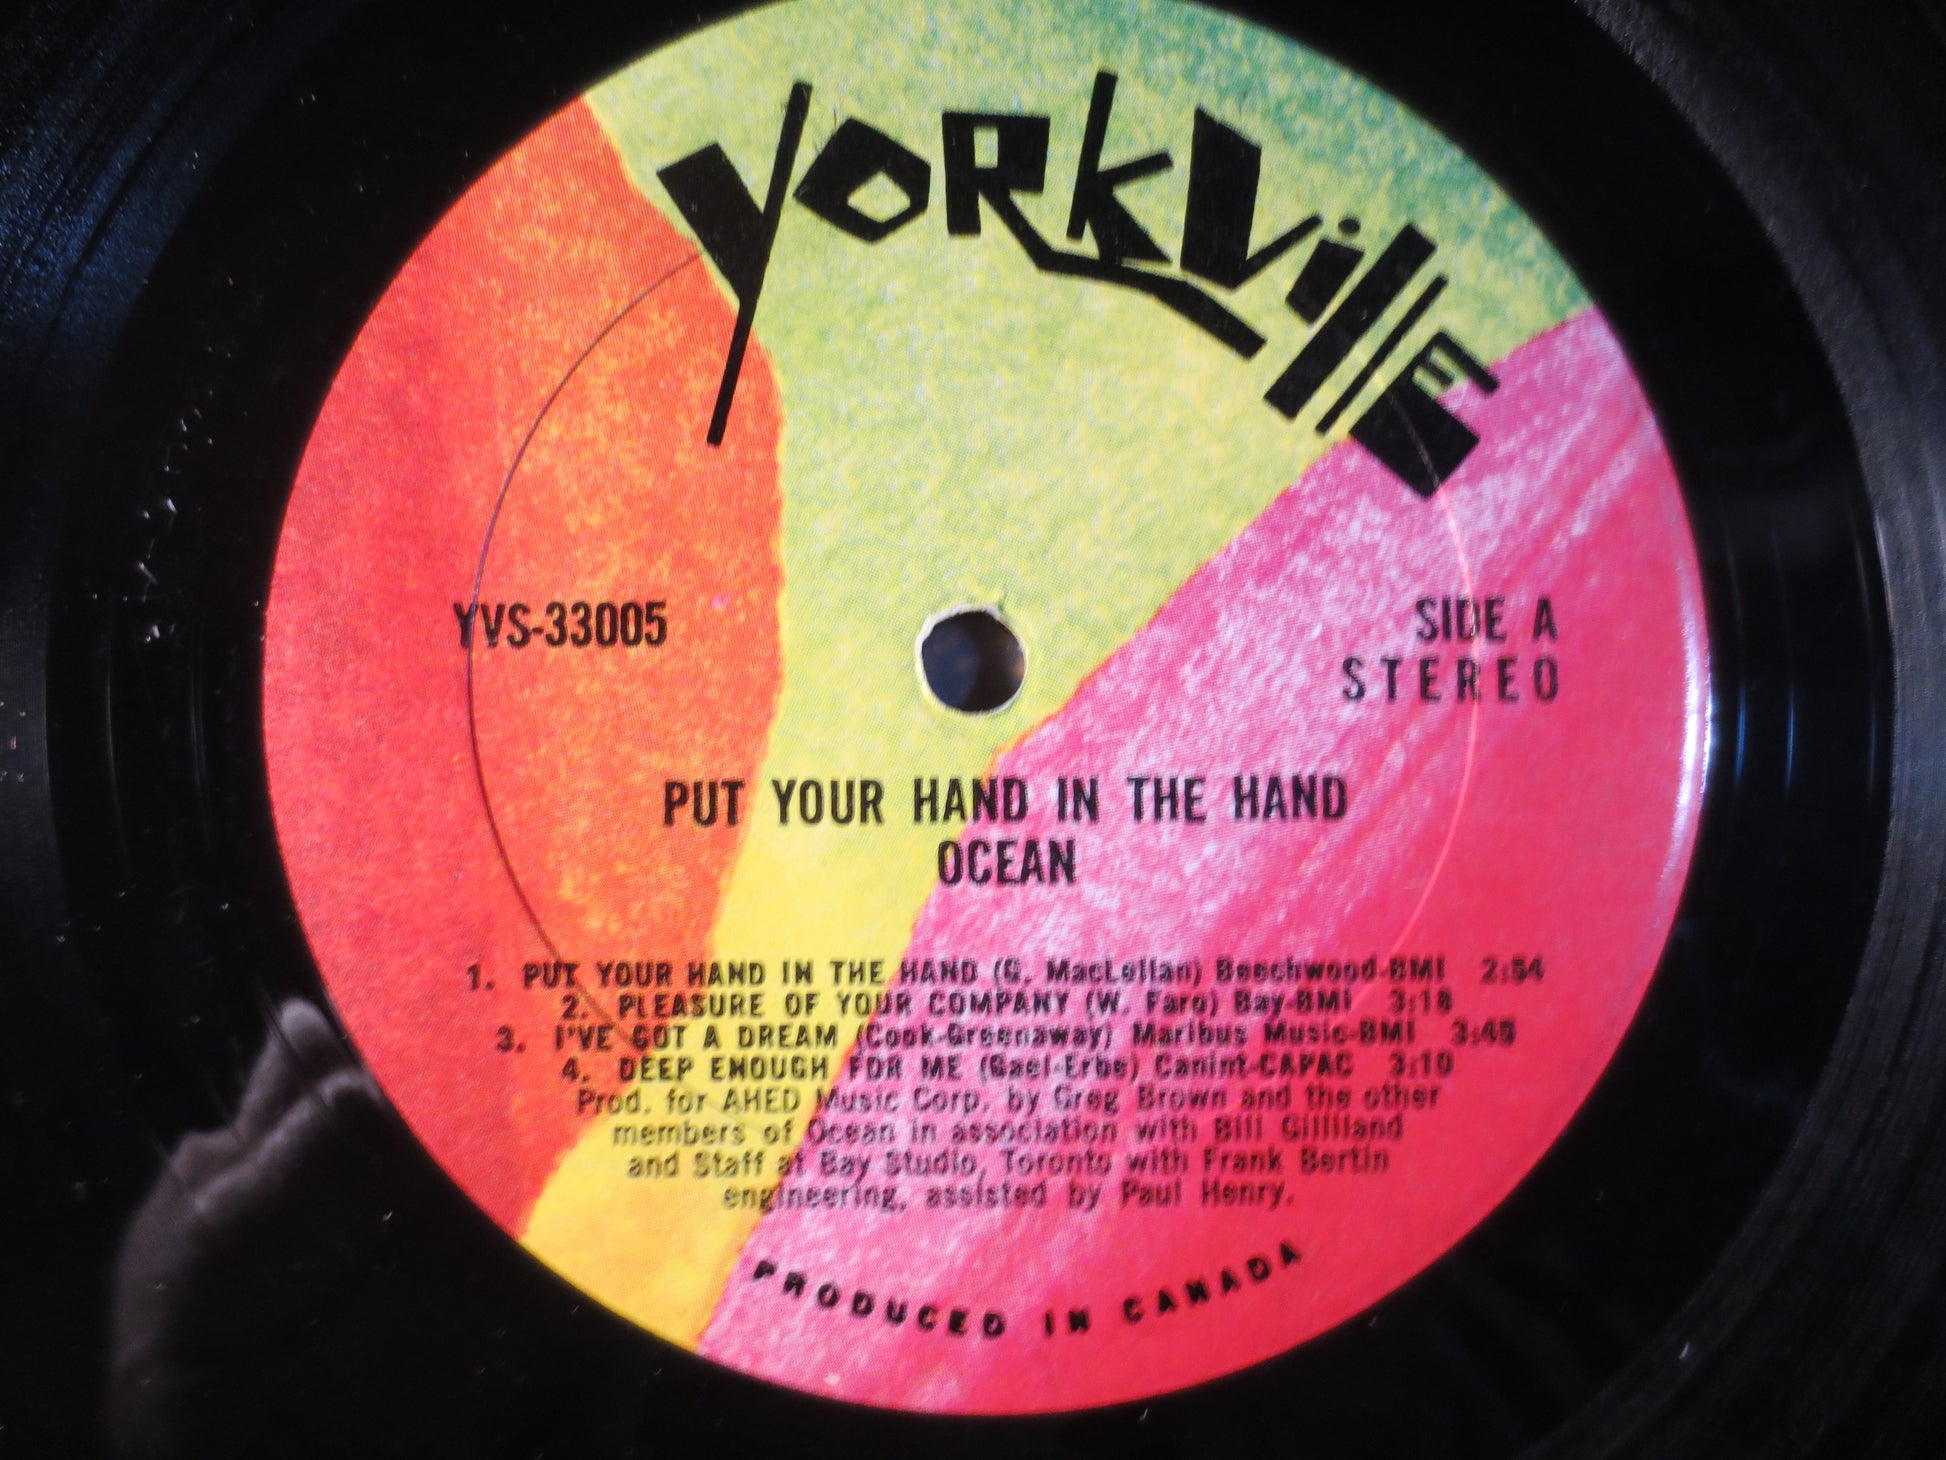 YORKVILLE
YVS-33005
SIDE A
STEREO
PUT YOUR HAND IN THE HAND
OCEAN
1. PUT YOUR HAND IN THE HAND (G. MacLellan) Beechwood-BMI 2:54
2. PLEASURE OF YOUR COMPANY (W. Faro) Bay-BMI 3:18
3. I'VE GOT A DREAM (Cook-Greenaway) Maribus Music-BMI 3:45
4. DEEP ENOUGH FOR ME (Gael-Erbe) Canint-CAPAC 3:10
Prod. for AHED Music Corp. by Greg Brown and the other
members of Ocean in association with Bill Gilliland
and Staff at Bay Studio, Toronto with Frank Bertin
engineering, assisted by Paul Henry.
PRODUCED IN CANADA